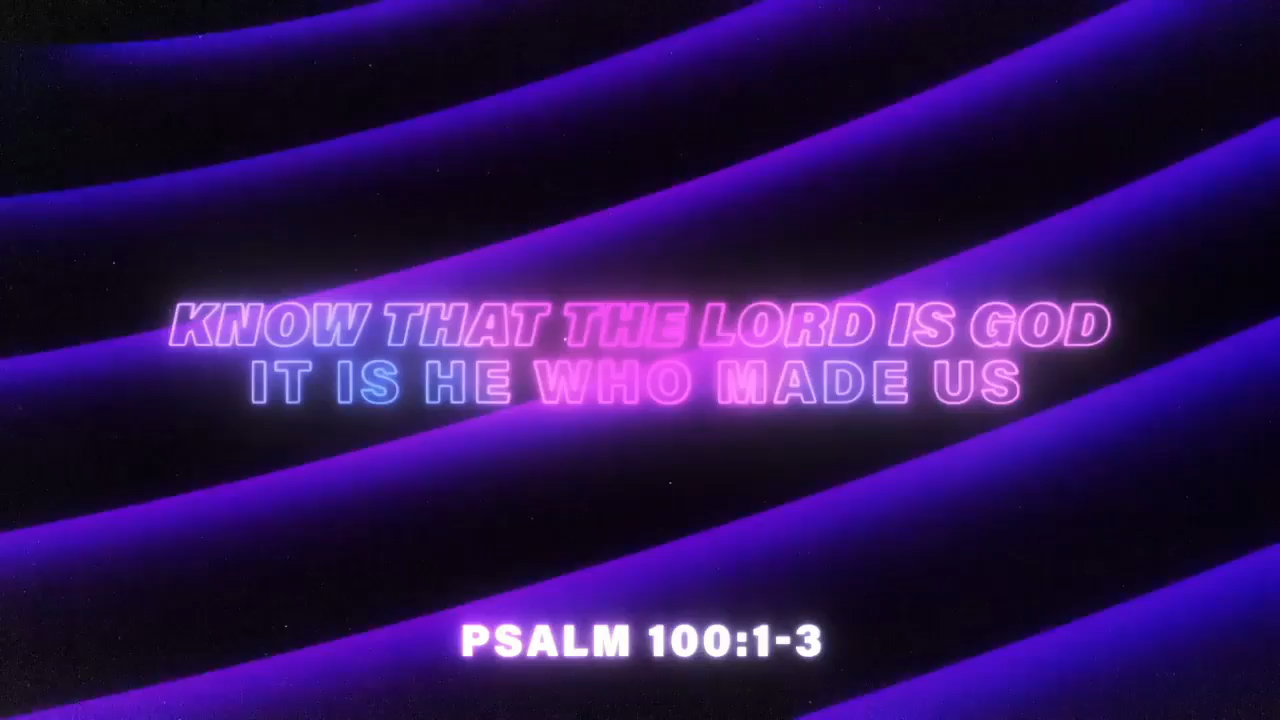 KNOW THAT THE LORD IS GOD
IT IS HE WHO MADE US
PSALM 100:1-3